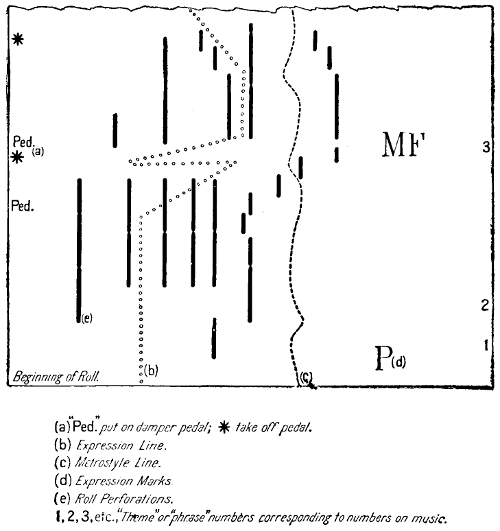 ✱
Ped. (a)
✱
MF
3
Ped.
2
(e)
1
P (d)
(b)
(c)
Beginning of Roll.
(a) "Ped." put on damper pedal; ✱ take off pedal.
(b) Expression Line.
(c) Metrostyle Line.
(d) Expression Marks.
(e) Roll Perforations.
1, 2, 3, etc., "Theme" or "phrase" numbers corresponding to numbers on music.